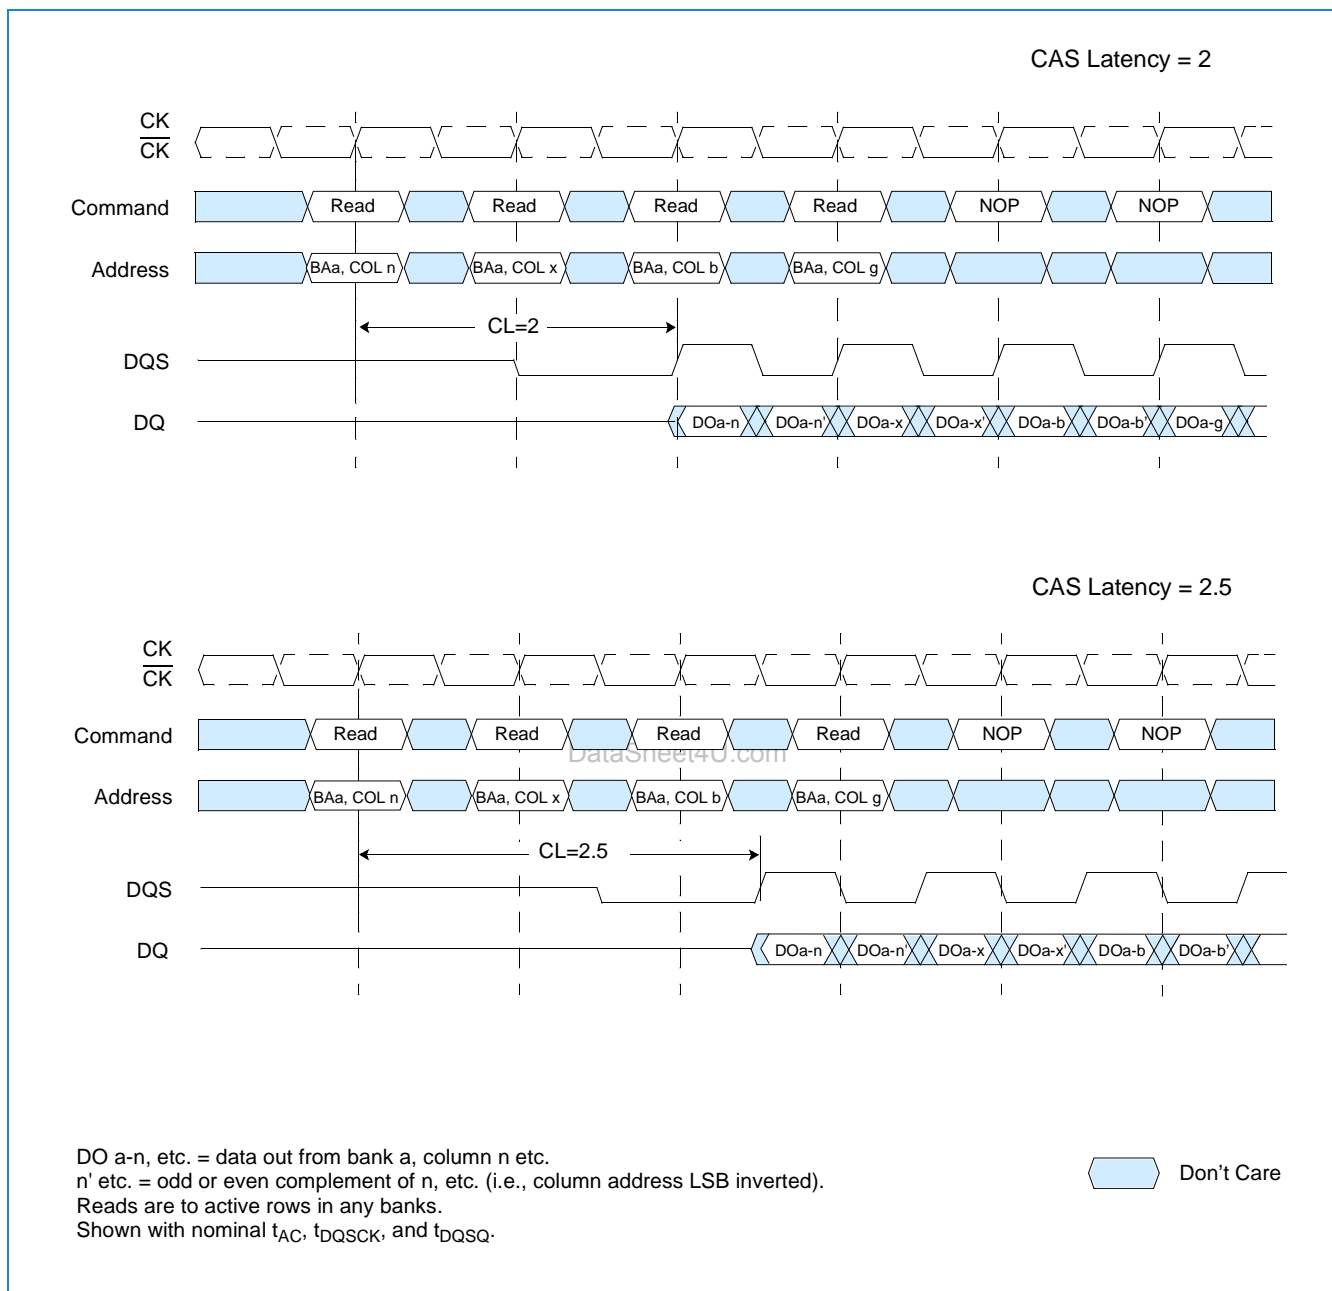 CAS Latency = 2
CK
CK
Command Read Read Read Read NOP NOP
Address BAa, COL n BAa, COL x BAa, COL b BAa, COL g
CL=2
DQS
DQ DOa-n DOa-n' DOa-x DOa-x' DOa-b DOa-b' DOa-g
CAS Latency = 2.5
CK
CK
Command Read Read Read Read NOP NOP
DataSheet4U.com
Address BAa, COL n BAa, COL x BAa, COL b BAa, COL g
CL=2.5
DQS
DQ DOa-n DOa-n' DOa-x DOa-x' DOa-b DOa-b'
DO a-n, etc. = data out from bank a, column n etc.
n' etc. = odd or even complement of n, etc. (i.e., column address LSB inverted).
Reads are to active rows in any banks.
Shown with nominal tAC, tDQSCK, and tDQSQ.
Don't Care